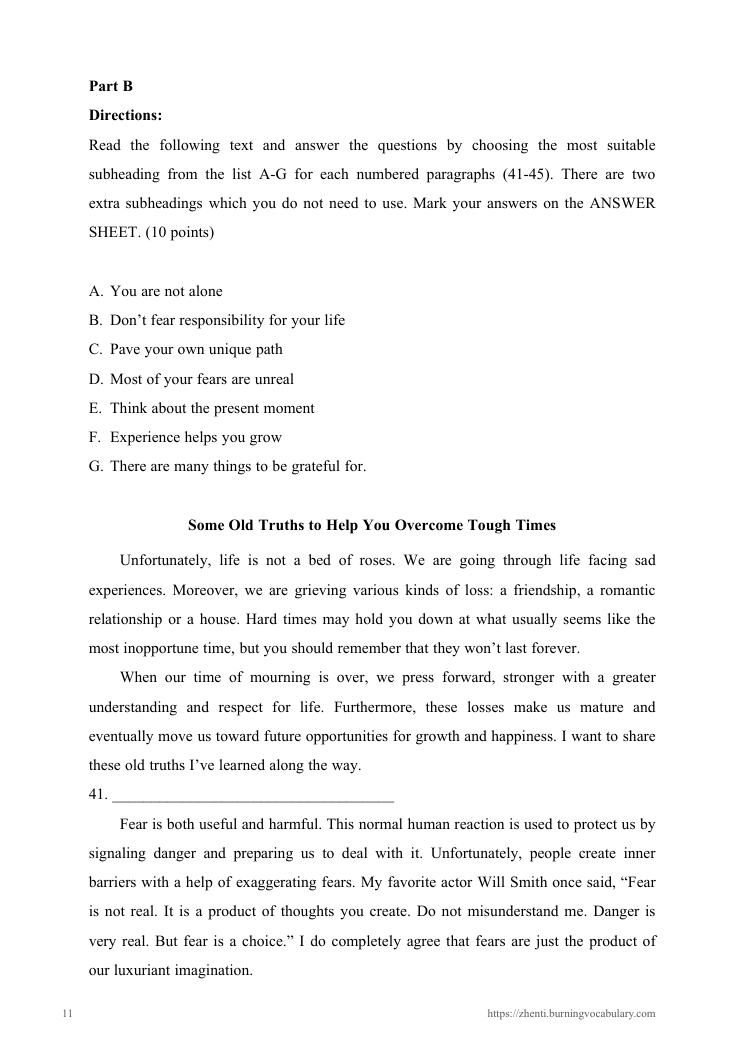 Part B
Directions:
Read the following text and answer the questions by choosing the most suitable
subheading from the list A-G for each numbered paragraphs (41-45). There are two
extra subheadings which you do not need to use. Mark your answers on the ANSWER
SHEET. (10 points)
A. You are not alone
B. Don’t fear responsibility for your life
C. Pave your own unique path
D. Most of your fears are unreal
E. Think about the present moment
F. Experience helps you grow
G. There are many things to be grateful for.
Some Old Truths to Help You Overcome Tough Times
Unfortunately, life is not a bed of roses. We are going through life facing sad
experiences. Moreover, we are grieving various kinds of loss: a friendship, a romantic
relationship or a house. Hard times may hold you down at what usually seems like the
most inopportune time, but you should remember that they won’t last forever.
When our time of mourning is over, we press forward, stronger with a greater
understanding and respect for life. Furthermore, these losses make us mature and
eventually move us toward future opportunities for growth and happiness. I want to share
these old truths I’ve learned along the way.
41. ____________________________________
Fear is both useful and harmful. This normal human reaction is used to protect us by
signaling danger and preparing us to deal with it. Unfortunately, people create inner
barriers with a help of exaggerating fears. My favorite actor Will Smith once said, “Fear
is not real. It is a product of thoughts you create. Do not misunderstand me. Danger is
very real. But fear is a choice.” I do completely agree that fears are just the product of
our luxuriant imagination.
11 https://zhenti.burningvocabulary.com